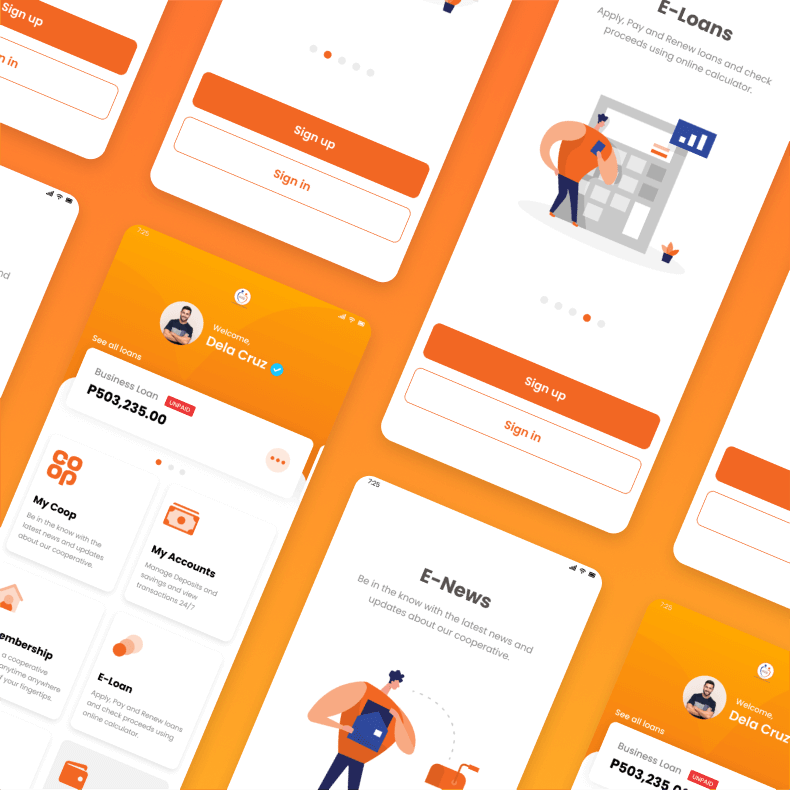 Sign up
n in
Sign up
Sign in
E-Loans
Apply, Pay and Renew loans and check
proceeds using online calculator.
Sign up
Sign in
nd
7:25
Welcome,
Dela Cruz
See all loans
Business Loan
UNPAID
P503,235.00
coop
My Coop
Be in the know with the
latest news and updates
about our cooperative.
My Accounts
Manage Deposits and
savings and view
transactions 24/7
embership
a cooperative
anytime anywhere
f your fingertips.
E-Loan
Apply, Pay and Renew loans
and check proceeds using
online calculator.
7:25
E-News
Be in the know with the latest news and
updates about our cooperative.
7:25
Welcome,
Dela Cruz
See all loans
Business Loan
UNPAID
P503,235.00